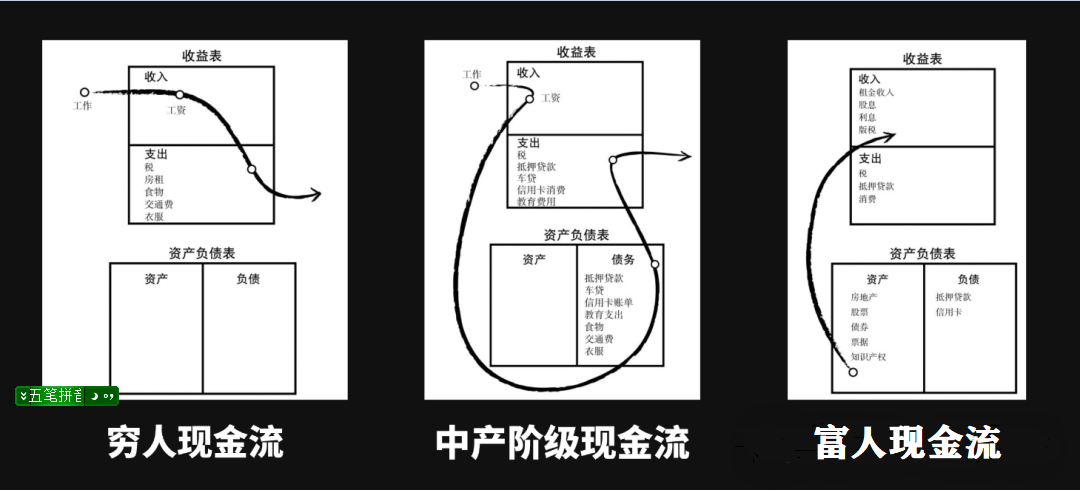 收益表
收入
工作
工资
支出
税
房租
食物
交通费
衣服
资产负债表
资产
负债
五笔拼音
穷人现金流
收益表
工作
收入
工资
支出
税
抵押贷款
车贷
信用卡消费
教育费用
资产负债表
资产
债务
抵押贷款
车贷
信用卡账单
教育支出
食物
交通费
衣服
中产阶级现金流
收益表
收入
租金收入
股息
利息
版税
支出
税
抵押贷款
消费
资产负债表
资产
房地产
股票
债券
票据
知识产权
负债
抵押贷款
信用卡
富人现金流